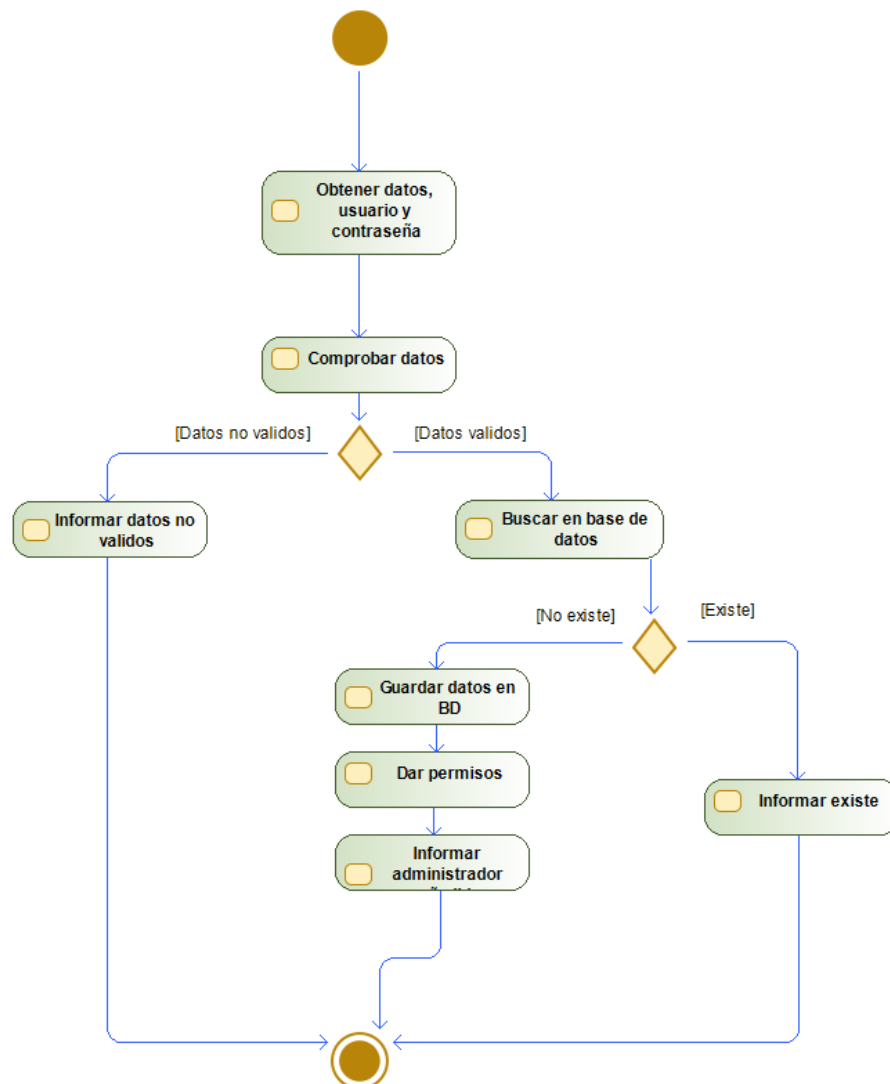 Obtener datos,
usuario y
contraseña
Comprobar datos
[Datos no validos]
[Datos validos]
Informar datos no
validos
Buscar en base de
datos
[No existe]
[Existe]
Guardar datos en
BD
Dar permisos
Informar existe
Informar
administrador